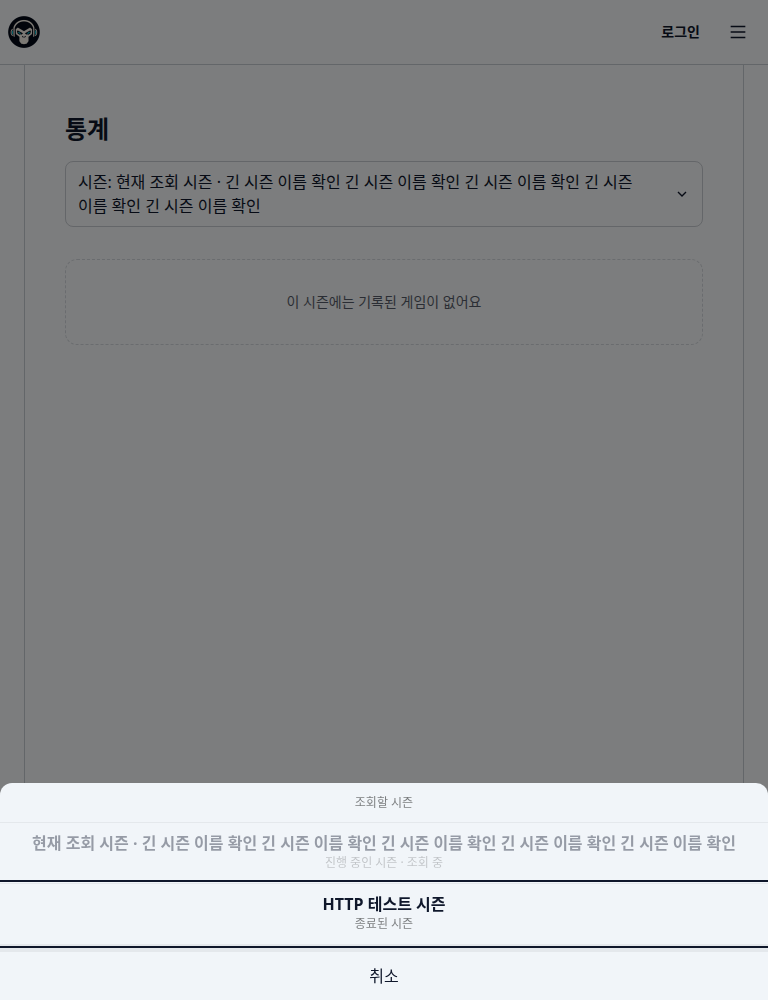 로그인
통계
시즌: 현재 조회 시즌 · 긴 시즌 이름 확인 긴 시즌 이름 확인 긴 시즌 이름 확인 긴 시즌
이름 확인 긴 시즌 이름 확인
이 시즌에는 기록된 게임이 없어요
조회할 시즌
현재 조회 시즌 · 긴 시즌 이름 확인 긴 시즌 이름 확인 긴 시즌 이름 확인 긴 시즌 이름 확인 긴 시즌 이름 확인
진행 중인 시즌 · 조회 중
HTTP 테스트 시즌
종료된 시즌
취소